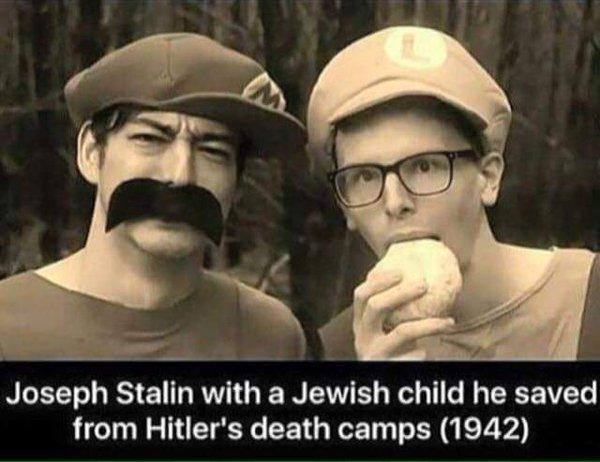 M
L
Joseph Stalin with a Jewish child he saved
from Hitler's death camps (1942)